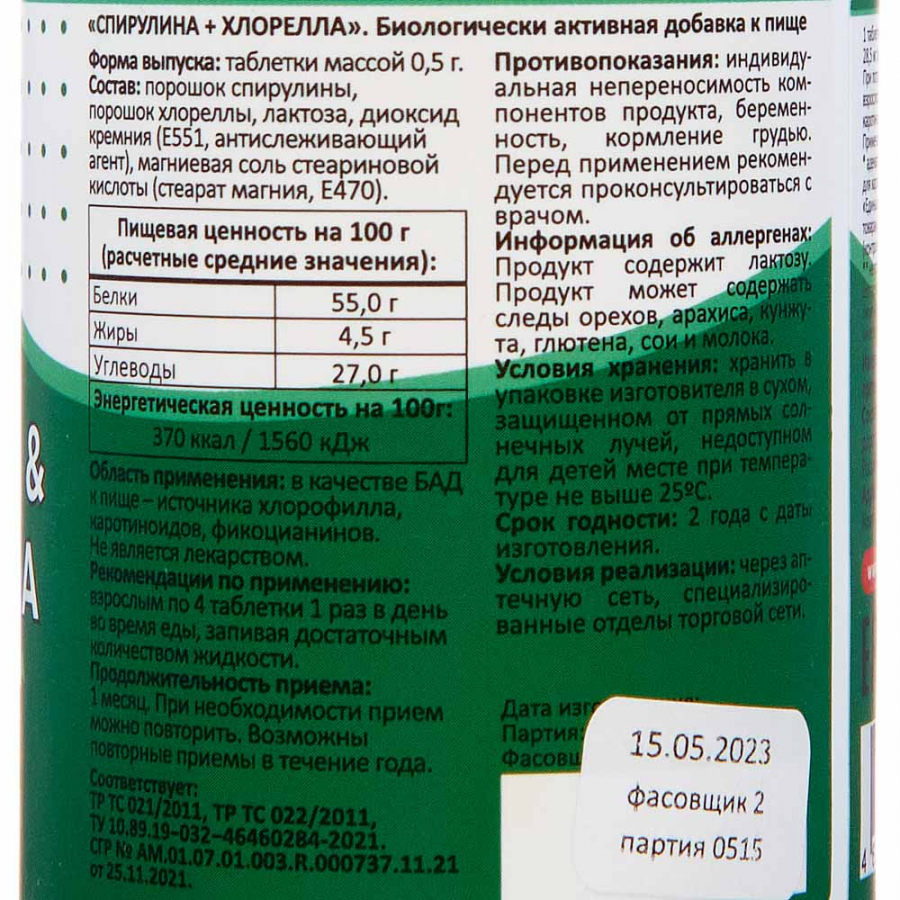 «СПИРУЛИНА + ХЛОРЕЛЛА». Биологически активная добавка к пище
Форма выпуска: таблетки массой 0,5 г.
Состав: порошок спирулины,
порошок хлореллы, лактоза, диоксид
кремния (Е551, антислеживающий
агент), магниевая соль стеариновой
кислоты (стеарат магния, Е470).
Пищевая ценность на 100 г
(расчетные средние значения):
Белки 55,0 г
Жиры 4,5 г
Углеводы 27,0 г
Энергетическая ценность на 100г:
370 ккал / 1560 кДж
Область применения: в качестве БАД
к пище – источника хлорофилла,
каротиноидов, фикоцианинов.
Не является лекарством.
Рекомендации по применению:
взрослым по 4 таблетки 1 раз в день
во время еды, запивая достаточным
количеством жидкости.
Продолжительность приема:
1 месяц. При необходимости прием
можно повторить. Возможны
повторные приемы в течение года.
Соответствует:
ТР ТС 021/2011, ТР ТС 022/2011,
ТУ 10.89.19-032-46460284-2021.
СГР № AM.01.07.01.003.R.000737.11.21
от 25.11.2021.
Противопоказания: индивиду-
альная непереносимость ком-
понентов продукта, беремен-
ность, кормление грудью.
Перед применением рекомен-
дуется проконсультироваться с
врачом.
Информация об аллергенах:
Продукт содержит лактозу.
Продукт может содержать
следы орехов, арахиса, кунжу-
та, глютена, сои и молока.
Условия хранения: хранить в
упаковке изготовителя в сухом,
защищенном от прямых сол-
нечных лучей, недоступном
для детей месте при темпера-
туре не выше 25ºС.
Срок годности: 2 года с даты
изготовления.
Условия реализации: через ап-
течную сеть, специализиро-
ванные отделы торговой сети.
Дата
Партия:
15.05.2023
фасовщик 2
партия 0515
&
А